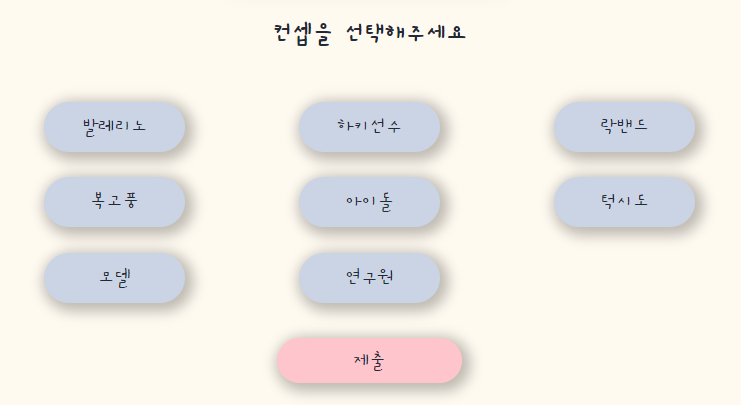 컨셉을 선택해주세요
발레리노
하키선수
락밴드
복고풍
아이돌
턱시도
모델
연구원
제출